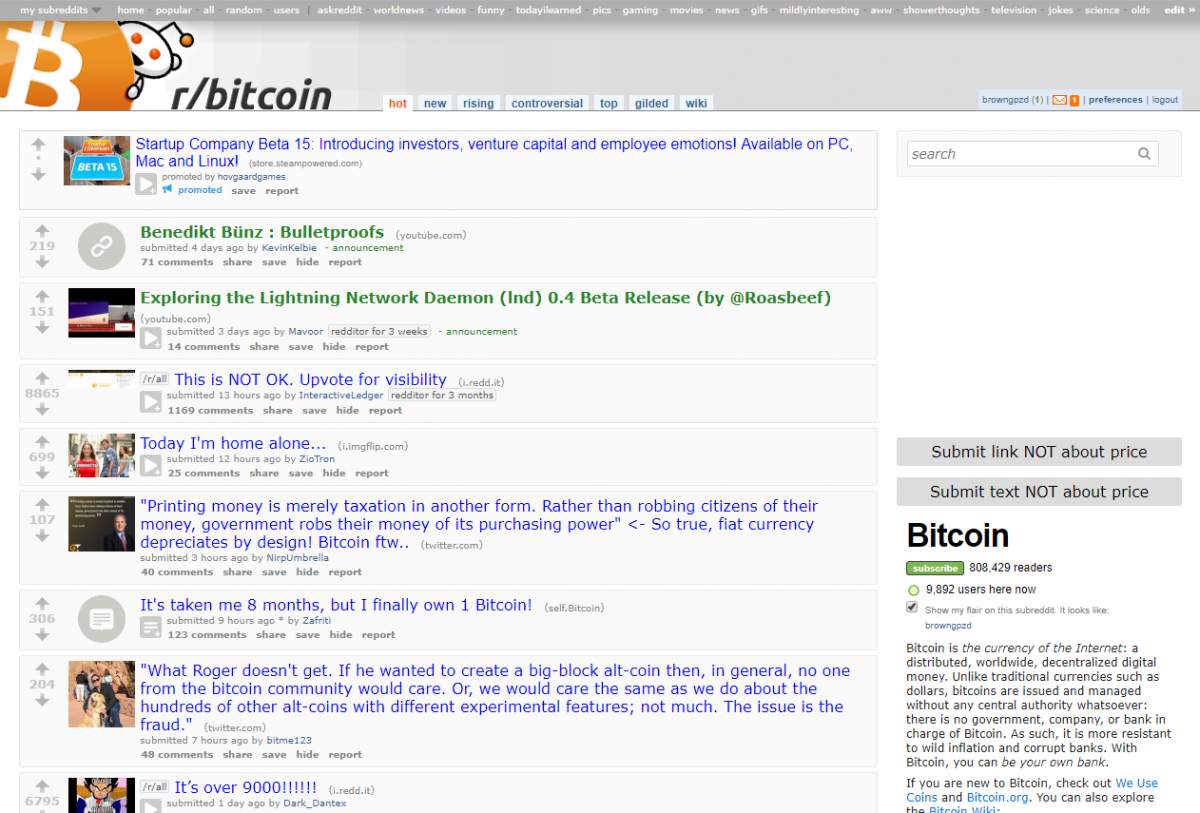 my subreddits home - popular - all - random - users | askreddit - worldnews - videos - funny - todayilearned - pics - gaming - movies - news - gifs - mildlyinteresting - aww - showerthoughts - television - jokes - science - olds edit »
r/bitcoin
hot new rising controversial top gilded wiki
browngpzd (1) | 1 | preferences | logout
search
STARTUP COMPANY
BETA 15
Startup Company Beta 15: Introducing investors, venture capital and employee emotions! Available on PC,
Mac and Linux! (store.steampowered.com)
promoted by hovgaardgames
promoted save report
219
Benedikt Bünz : Bulletproofs (youtube.com)
submitted 4 days ago by KevinKelbie - announcement
71 comments share save hide report
151
Exploring the Lightning Network Daemon (lnd) 0.4 Beta Release (by @Roasbeef)
(youtube.com)
submitted 3 days ago by Mavoor redditor for 3 weeks - announcement
14 comments share save hide report
8865
/r/all This is NOT OK. Upvote for visibility (i.redd.it)
submitted 13 hours ago by InteractiveLedger redditor for 3 months
1169 comments share save hide report
699
Today I'm home alone... (i.imgflip.com)
submitted 12 hours ago by ZioTron
25 comments share save hide report
107
"Printing money is merely taxation in another form. Rather than robbing citizens of their
money, government robs their money of its purchasing power" <- So true, fiat currency
depreciates by design! Bitcoin ftw.. (twitter.com)
submitted 3 hours ago by NirpUmbrella
40 comments share save hide report
306
It's taken me 8 months, but I finally own 1 Bitcoin! (self.Bitcoin)
submitted 9 hours ago * by Zafriti
123 comments share save hide report
204
"What Roger doesn't get. If he wanted to create a big-block alt-coin then, in general, no one
from the bitcoin community would care. Or, we would care the same as we do about the
hundreds of other alt-coins with different experimental features; not much. The issue is the
fraud." (twitter.com)
submitted 7 hours ago by bitme123
48 comments share save hide report
6795
/r/all It's over 9000!!!!!! (i.redd.it)
submitted 1 day ago by Dark_Dantex
Submit link NOT about price
Submit text NOT about price
Bitcoin
subscribe 808,429 readers
9,892 users here now
Show my flair on this subreddit. It looks like:
browngpzd
Bitcoin is the currency of the Internet: a
distributed, worldwide, decentralized digital
money. Unlike traditional currencies such as
dollars, bitcoins are issued and managed
without any central authority whatsoever:
there is no government, company, or bank in
charge of Bitcoin. As such, it is more resistant
to wild inflation and corrupt banks. With
Bitcoin, you can be your own bank.
If you are new to Bitcoin, check out We Use
Coins and Bitcoin.org. You can also explore
the Bitcoin Wiki: